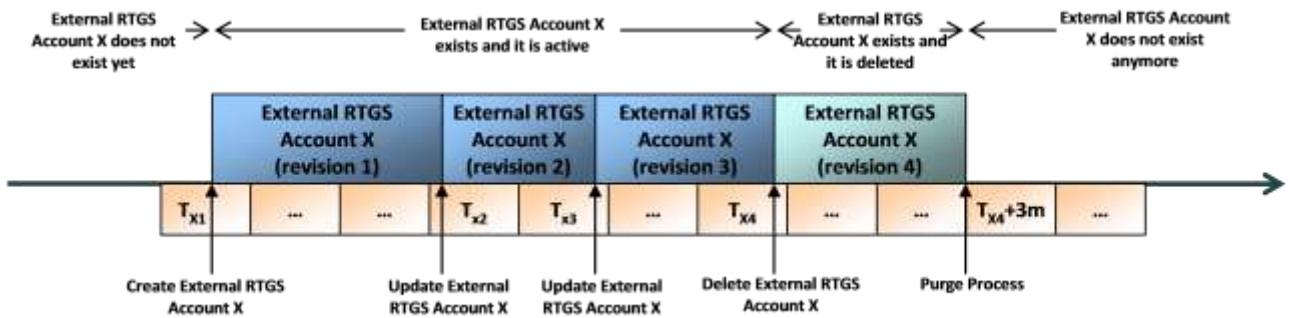 External RTGS
Account X does not
exist yet
External RTGS Account X
exists and it is active
External RTGS
Account X exists and
it is deleted
External RTGS Account
X does not exist
anymore
External RTGS
Account X
(revision 1)
External RTGS
Account X
(revision 2)
External RTGS
Account X
(revision 3)
External RTGS
Account X
(revision 4)
TX1
...
...
Tx2
Tx3
...
TX4
...
...
TX4+3m
...
Create External RTGS
Account X
Update External
RTGS Account X
Update External
RTGS Account X
Delete External RTGS
Account X
Purge Process